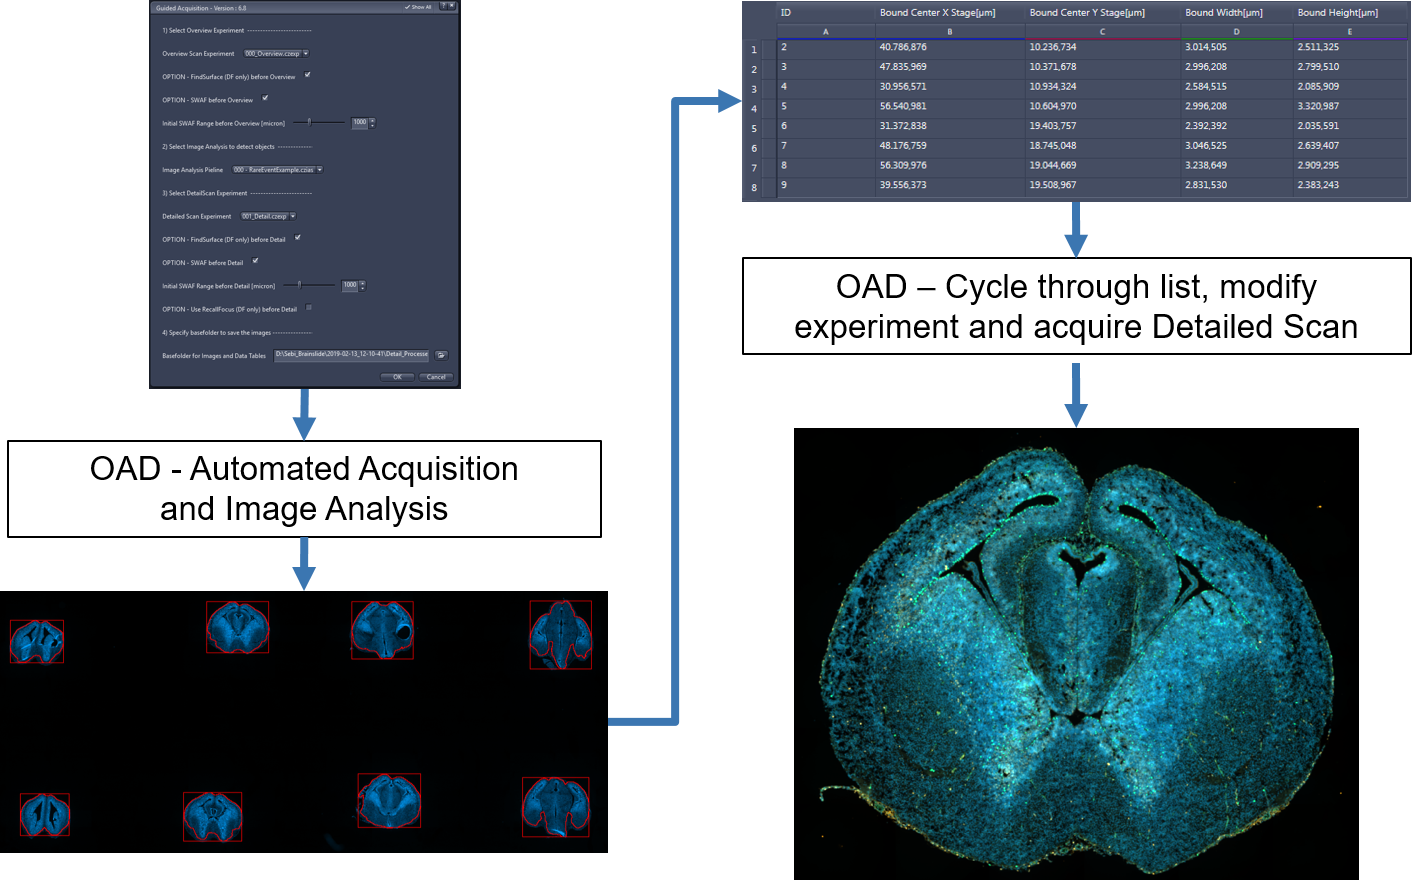 Guided Acquisition - Version : 6.8
Show All ? ×
1) Select Overview Experiment -------------------------
Overview Scan Experiment 000_Overview.czexp
OPTION - FindSurface (DF only) before Overview
OPTION - SWAF before Overview
Initial SWAF Range before Overview [micron] 1000
2) Select Image Analysis to detect objects -------------
Image Analysis Pieline 000 - RareEventExample.czias
3) Select DetailScan Experiment ------------------------
Detailed Scan Experiment 001_Detail.czexp
OPTION - FindSurface (DF only) before Detail
OPTION - SWAF before Detail
Initial SWAF Range before Detail [micron] 1000
OPTION - Use RecallFocus (DF only) before Detail
4) Specify basefolder to save the images ---------------
Basefolder for Images and Data Tables D:\Sebi_Brainslide\2019-02-13_12-10-41\Detail_Processe
OK Cancel
OAD - Automated Acquisition
and Image Analysis
ID Bound Center X Stage[µm] Bound Center Y Stage[µm] Bound Width[µm] Bound Height[µm]
A B C D E
1 2 40.786,876 10.236,734 3.014,505 2.511,325
2 3 47.835,969 10.371,678 2.996,208 2.799,510
3 4 30.956,571 10.934,324 2.584,515 2.085,909
4 5 56.540,981 10.604,970 2.996,208 3.320,987
5 6 31.372,838 19.403,757 2.392,392 2.035,591
6 7 48.176,759 18.745,048 3.046,525 2.639,407
7 8 56.309,976 19.044,669 3.238,649 2.909,295
8 9 39.556,373 19.508,967 2.831,530 2.383,243
OAD – Cycle through list, modify
experiment and acquire Detailed Scan